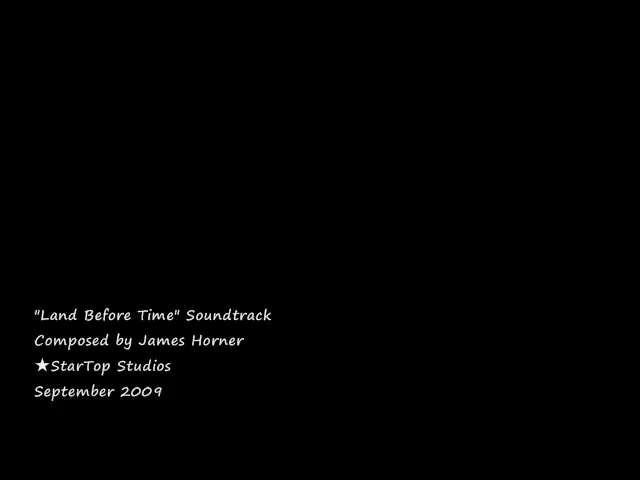 "Land Before Time" Soundtrack
Composed by James Horner
★StarTop Studios
September 2009